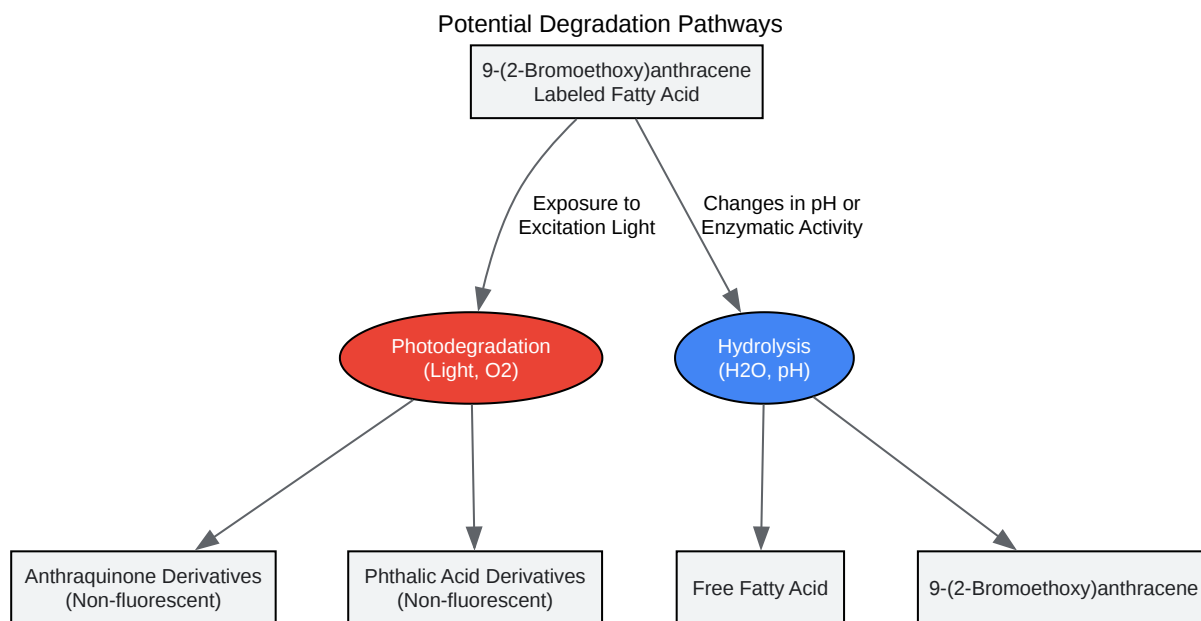 Potential Degradation Pathways
9-(2-Bromoethoxy)anthracene
Labeled Fatty Acid
Exposure to
Excitation Light
Changes in pH or
Enzymatic Activity
Photodegradation
(Light, O2)
Hydrolysis
(H2O, pH)
Anthraquinone Derivatives
(Non-fluorescent)
Phthalic Acid Derivatives
(Non-fluorescent)
Free Fatty Acid
9-(2-Bromoethoxy)anthracene